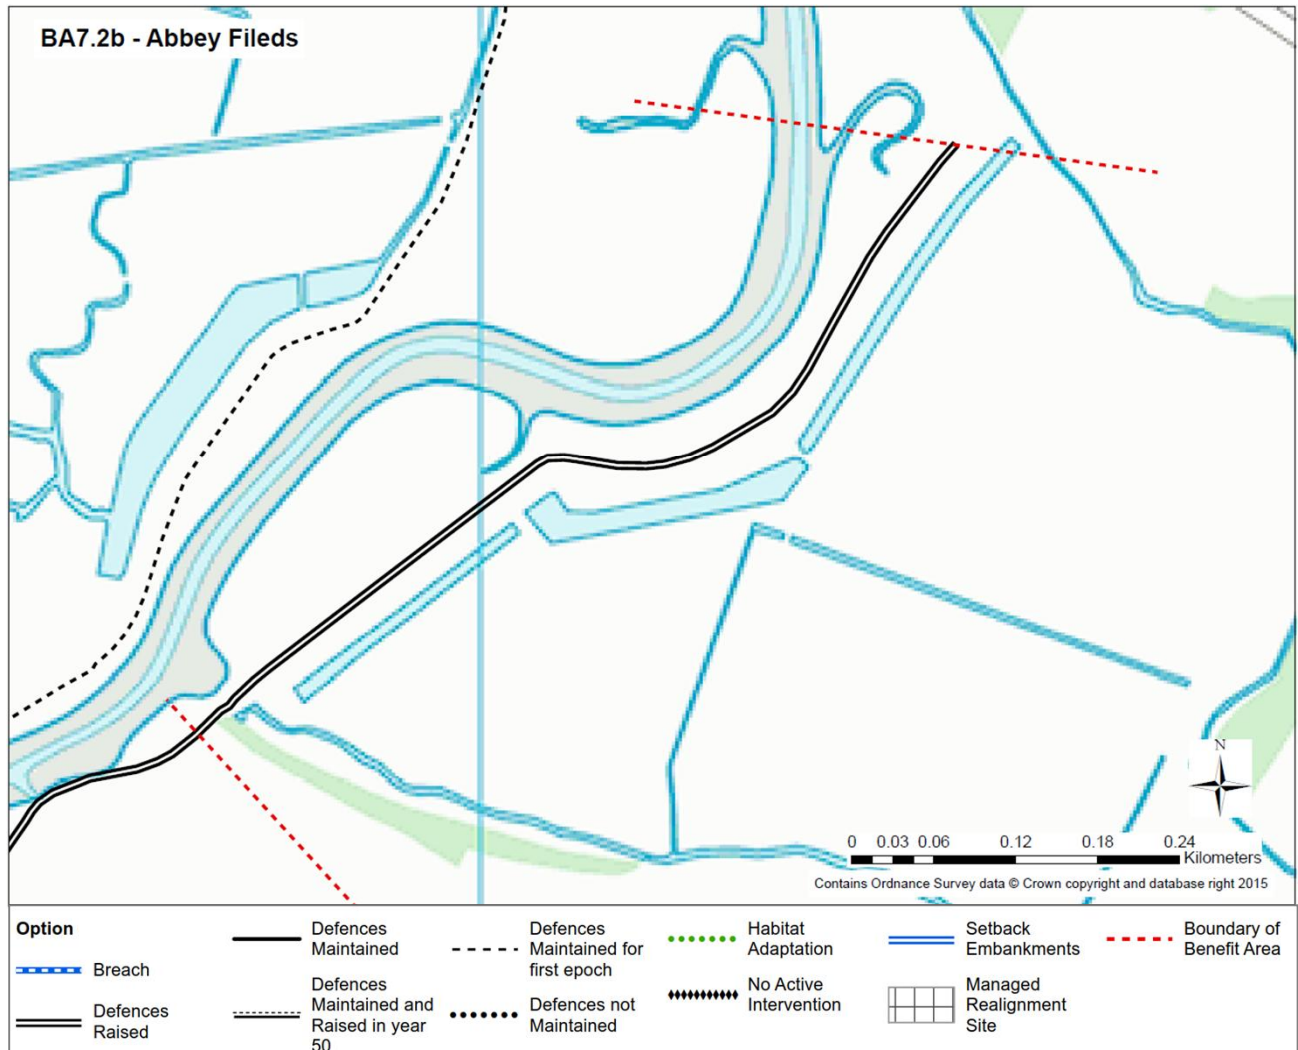 BA7.2b - Abbey Fileds
N
0 0.03 0.06 0.12 0.18 0.24
Kilometers
Contains Ordnance Survey data © Crown copyright and database right 2015
Option
Breach
Defences
Raised
Defences
Maintained
Defences
Maintained and
Raised in year
50
Defences
Maintained for
first epoch
Defences not
Maintained
Habitat
Adaptation
No Active
Intervention
Setback
Embankments
Managed
Realignment
Site
Boundary of
Benefit Area